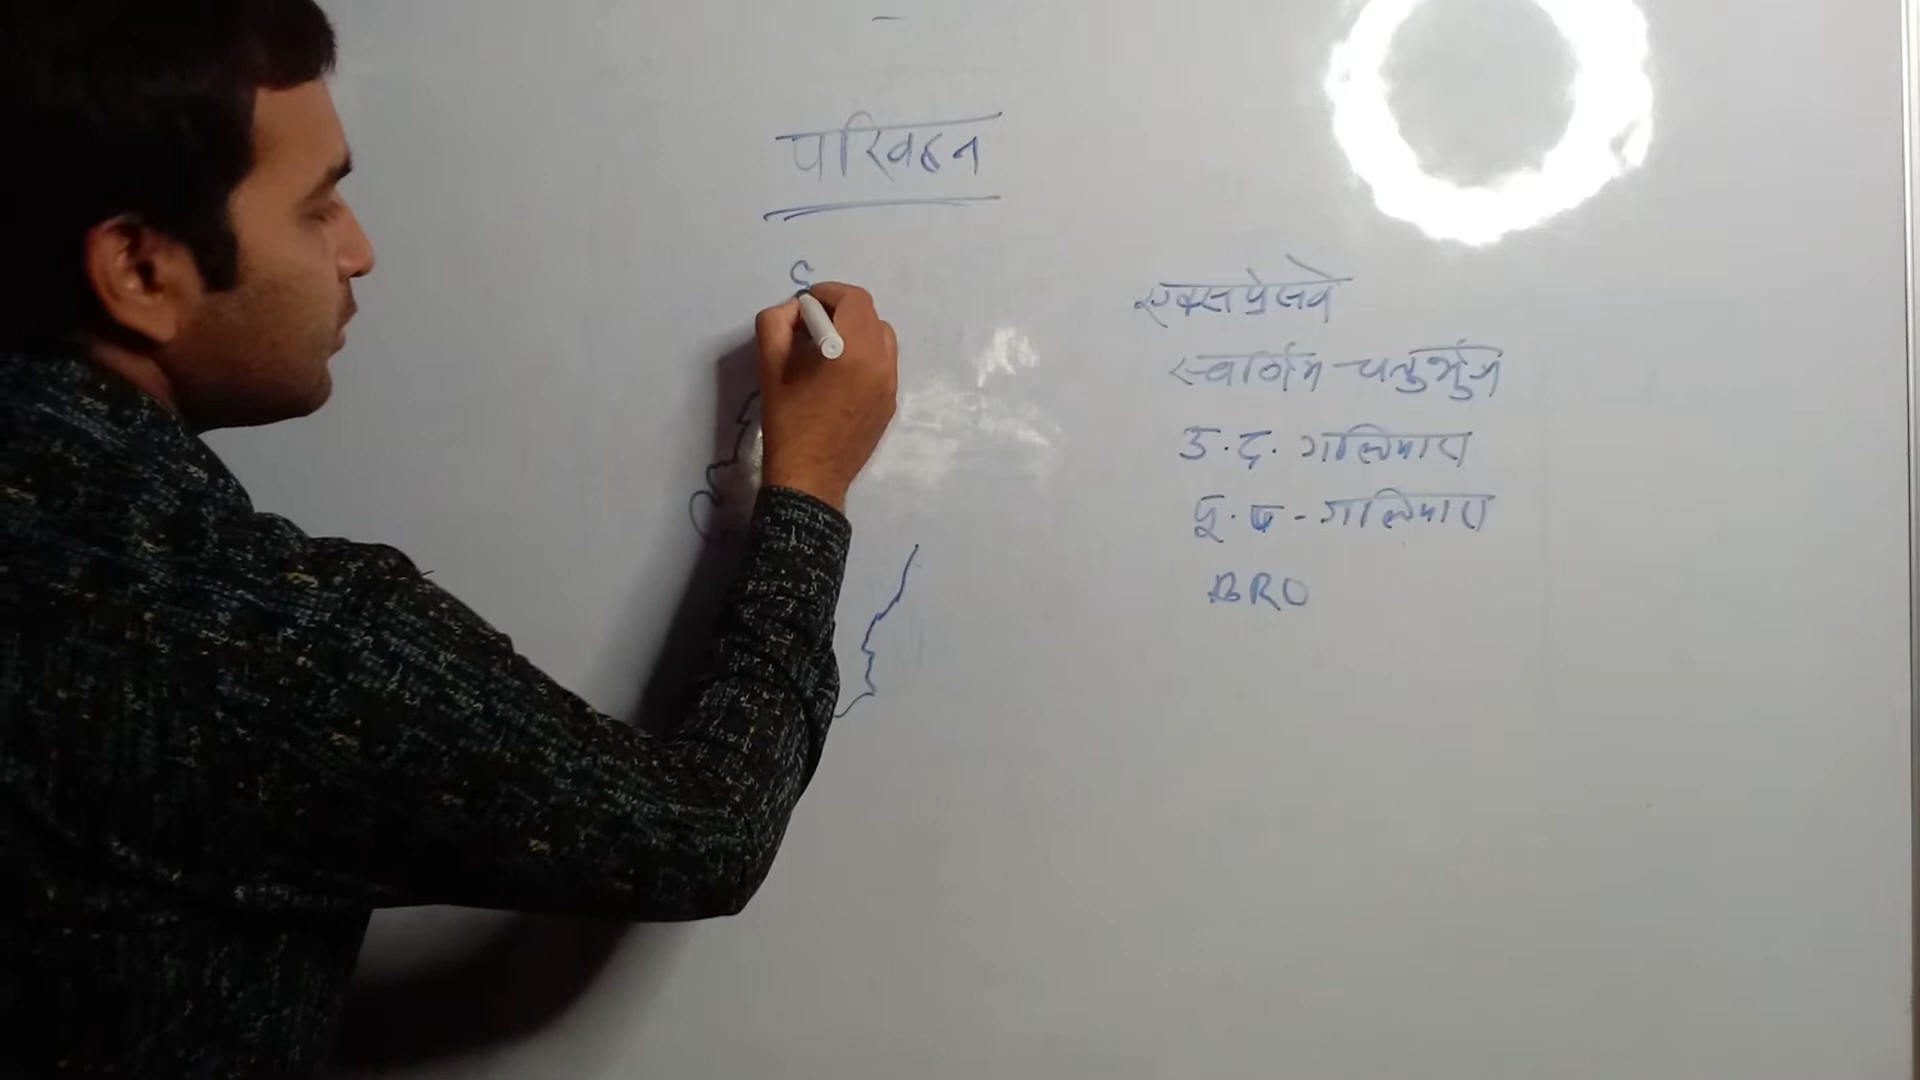 परिवहन
एक्सप्रेसवे
स्वर्णिम-चतुर्भुज
उ.द. गलियारा
पू.प-गलियारा
BRO